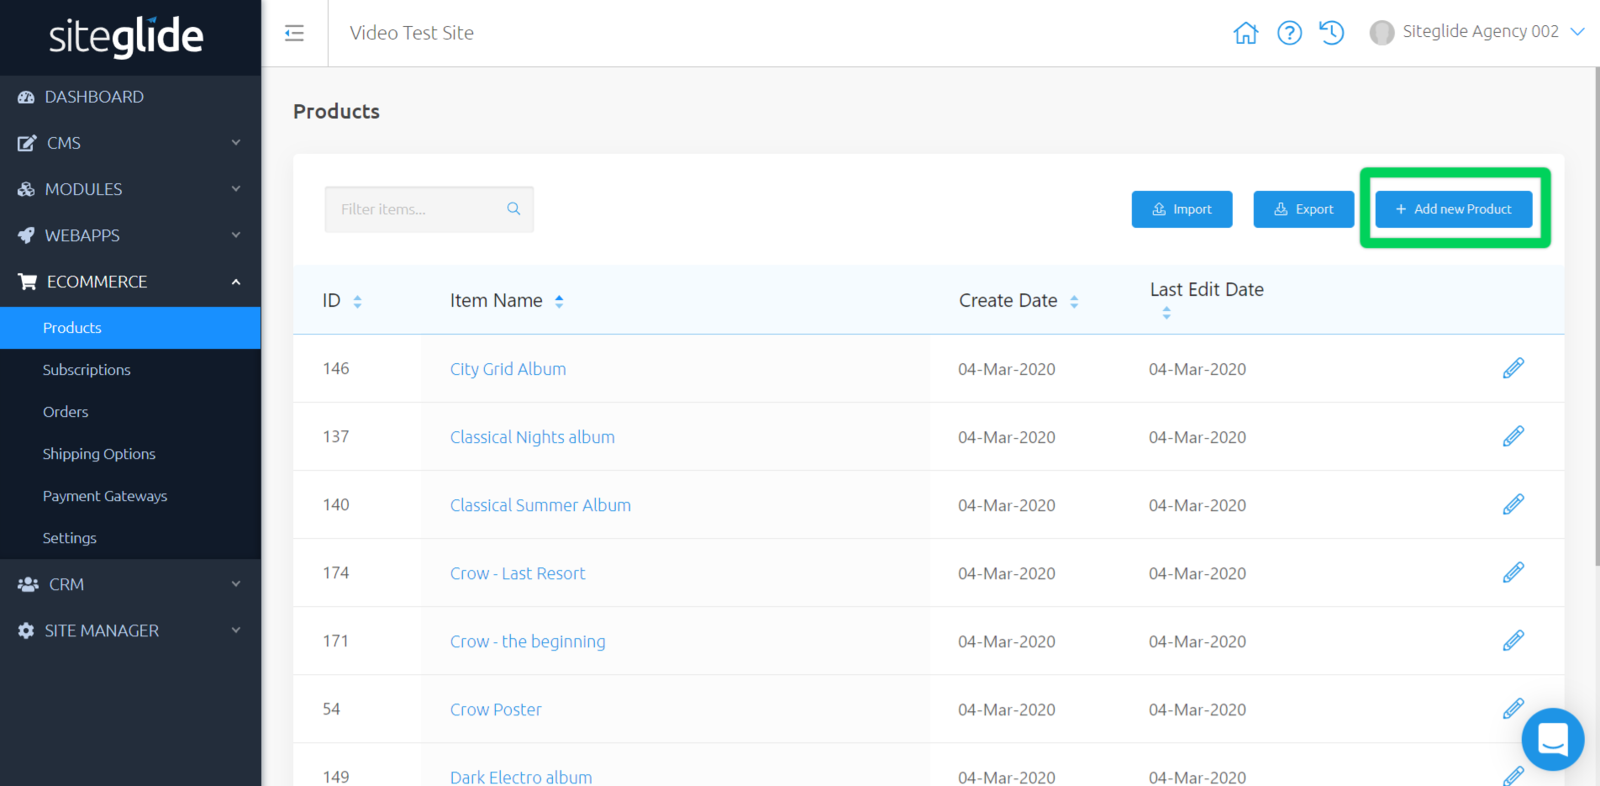 siteglide
Video Test Site
Siteglide Agency 002
DASHBOARD
CMS
MODULES
WEBAPPS
ECOMMERCE
Products
Subscriptions
Orders
Shipping Options
Payment Gateways
Settings
CRM
SITE MANAGER
Products
Filter items...
Import
Export
+ Add new Product
ID Item Name Create Date Last Edit Date
146 City Grid Album 04-Mar-2020 04-Mar-2020
137 Classical Nights album 04-Mar-2020 04-Mar-2020
140 Classical Summer Album 04-Mar-2020 04-Mar-2020
174 Crow - Last Resort 04-Mar-2020 04-Mar-2020
171 Crow - the beginning 04-Mar-2020 04-Mar-2020
54 Crow Poster 04-Mar-2020 04-Mar-2020
149 Dark Electro album 04-Mar-2020 04-Mar-2020